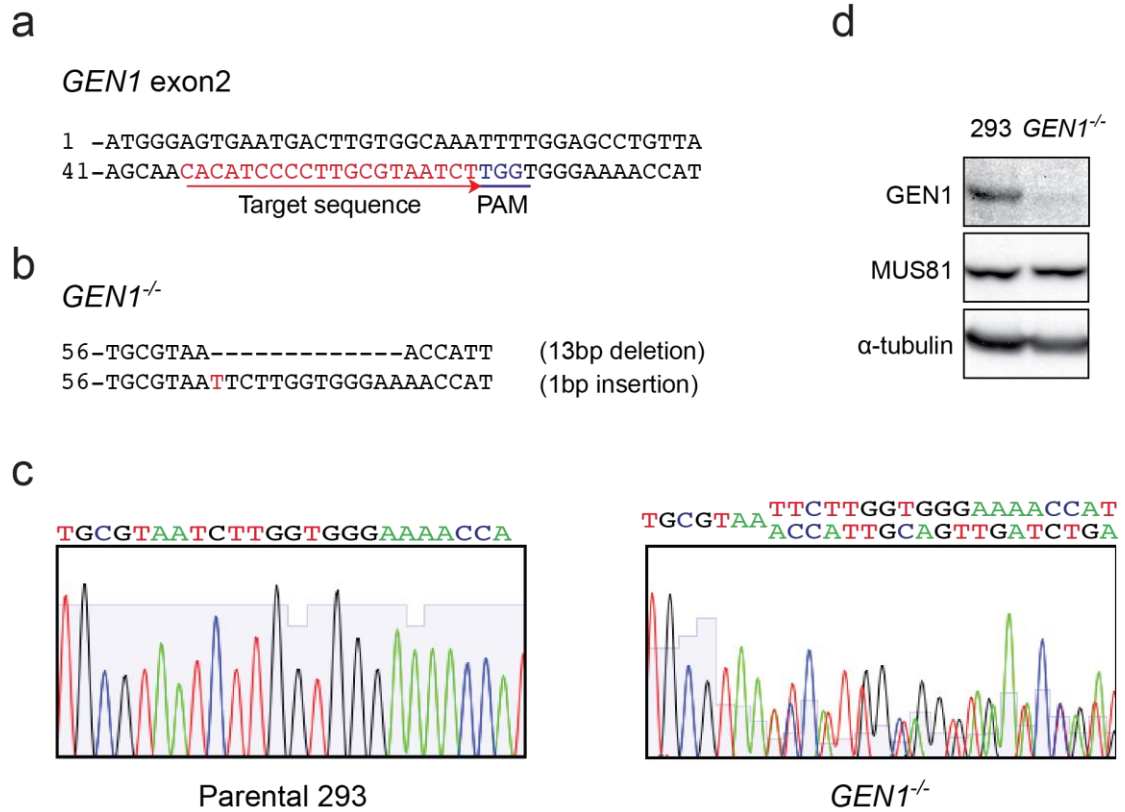 a
GEN1 exon2
1 -ATGGGAGTGAATGACTTGTGGCAAATTTTGGAGCCTGTTA
41-AGCAACACATCCCCTTGCGTAATCTTGGTGGGAAAACCAT
Target sequence PAM
b
GEN1-/-
56-TGCGTAA-------------ACCATT (13bp deletion)
56-TGCGTAATTCTTGGTGGGAAAACCAT (1bp insertion)
c
TGCGTAATCTTGGTGGGAAAACCA
Parental 293
TGCGTAA TTCTTGGTGGGAAAACCAT
ACCATTGCAGTTGATCTGA
GEN1-/-
d
293 GEN1-/-
GEN1
MUS81
α-tubulin